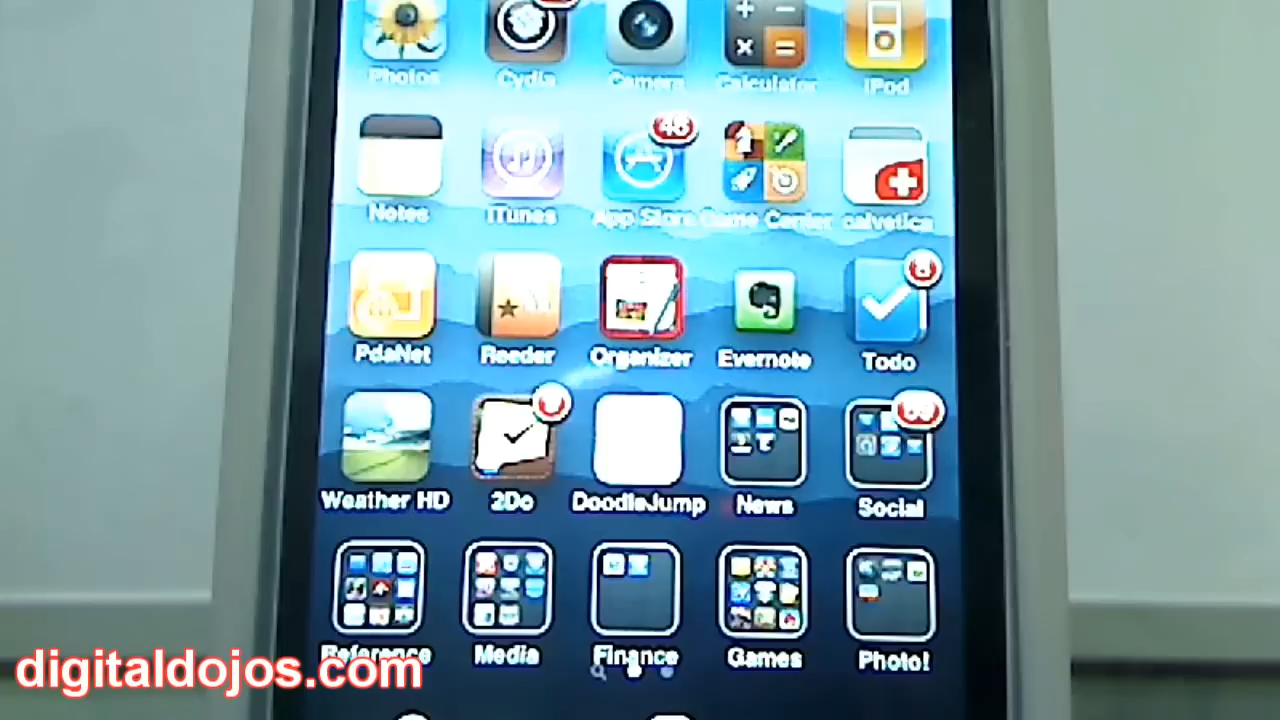 Photos Cydia Camera Calculator iPod
Notes iTunes App Store Game Center calvetica
PdaNet Reeder Organizer Evernote Todo
Weather HD 2Do DoodleJump News Social
Reference Media Finance Games Photo!
digitaldojos.com